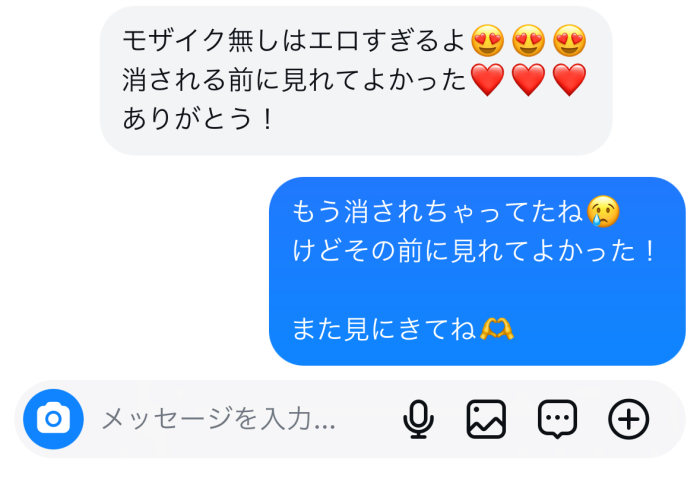 モザイク無しはエロすぎるよ😍😍😍
消される前に見れてよかった❤️❤️❤️
ありがとう！
もう消されちゃってたね😢
けどその前に見れてよかった！
また見にきてね🫶
メッセージを入力...